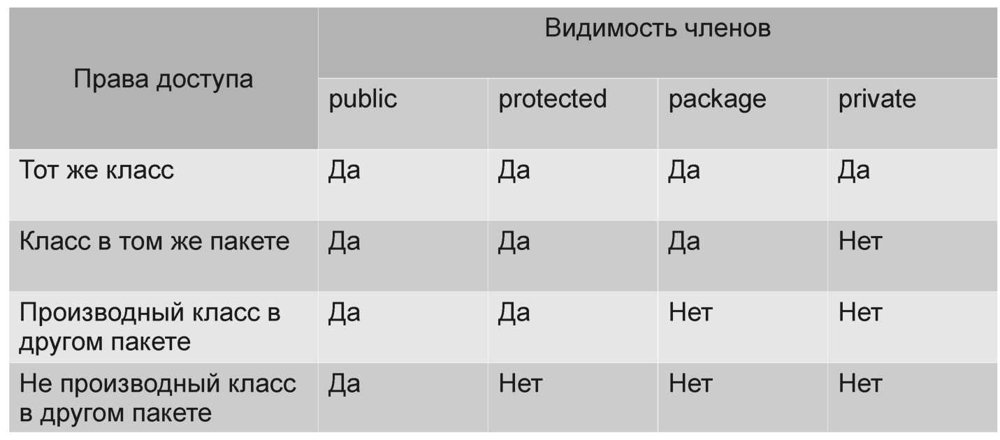 Видимость членов
Права доступа
public protected package private
Тот же класс Да Да Да Да
Класс в том же пакете Да Да Да Нет
Производный класс в Да Да Нет Нет
другом пакете
Не производный класс Да Нет Нет Нет
в другом пакете